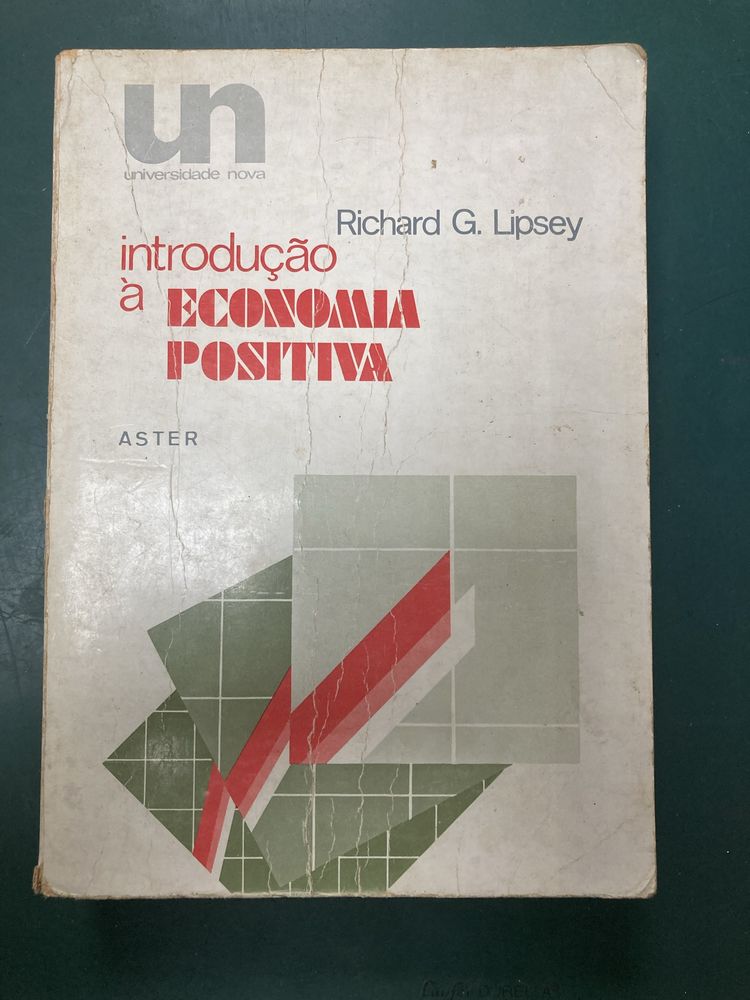 un
universidade nova
Richard G. Lipsey
introdução
à ECONOMIA
POSITIVA
ASTER